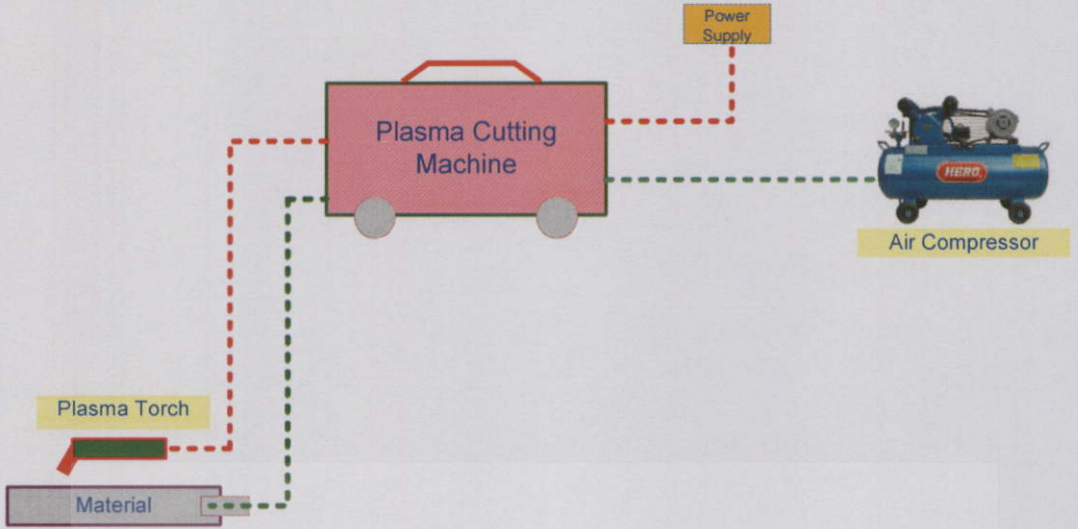 Power
Supply
Plasma Cutting
Machine
HERO.
Air Compressor
Plasma Torch
Material